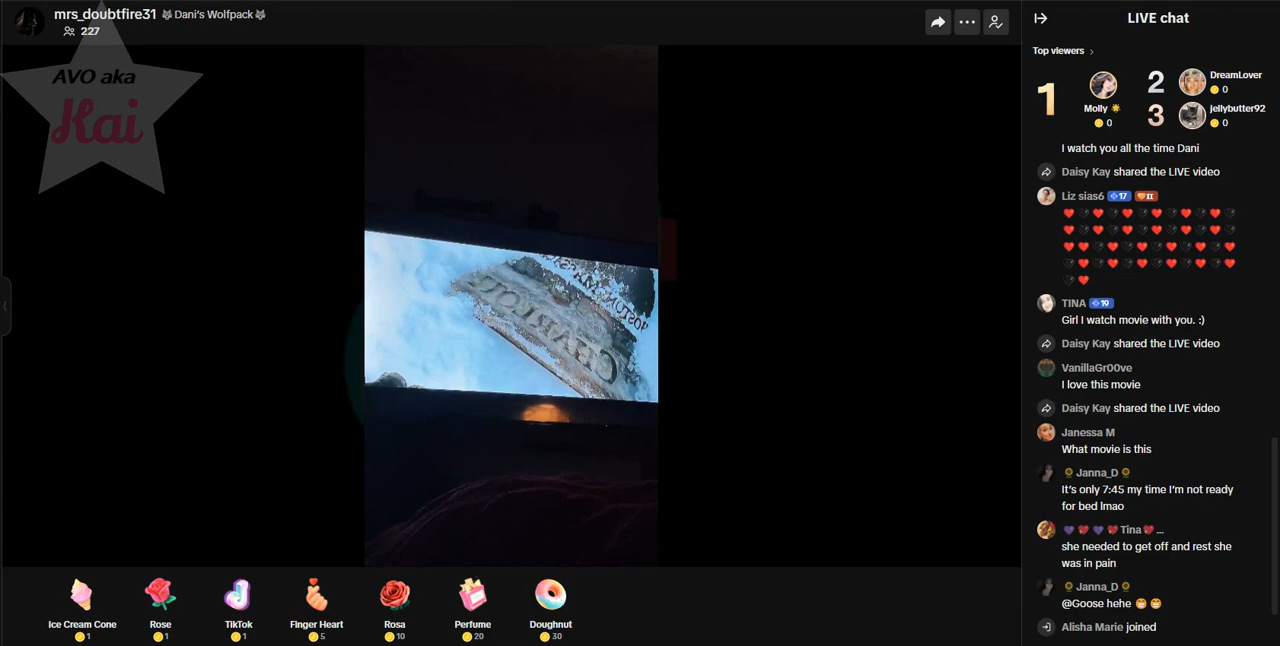 mrs_doubtfire31 🐺Dani's Wolfpack🐺
227
AVO aka
Kai
CHARIOT
Ice Cream Cone
1
Rose
1
TikTok
1
Finger Heart
5
Rosa
10
Perfume
20
Doughnut
30
LIVE chat
Top viewers
1
Molly ☀️
0
2
DreamLover
0
3
jellybutter92
0
I watch you all the time Dani
Daisy Kay shared the LIVE video
Liz sias6 17 II
TINA 19
Girl I watch movie with you. :)
Daisy Kay shared the LIVE video
VanillaGr00ve
I love this movie
Daisy Kay shared the LIVE video
Janessa M
What movie is this
🌻Janna_D🌻
It's only 7:45 my time I'm not ready
for bed lmao
💜💖💜💖Tina💖...
she needed to get off and rest she
was in pain
🌻Janna_D🌻
@Goose hehe 😁😁
Alisha Marie joined